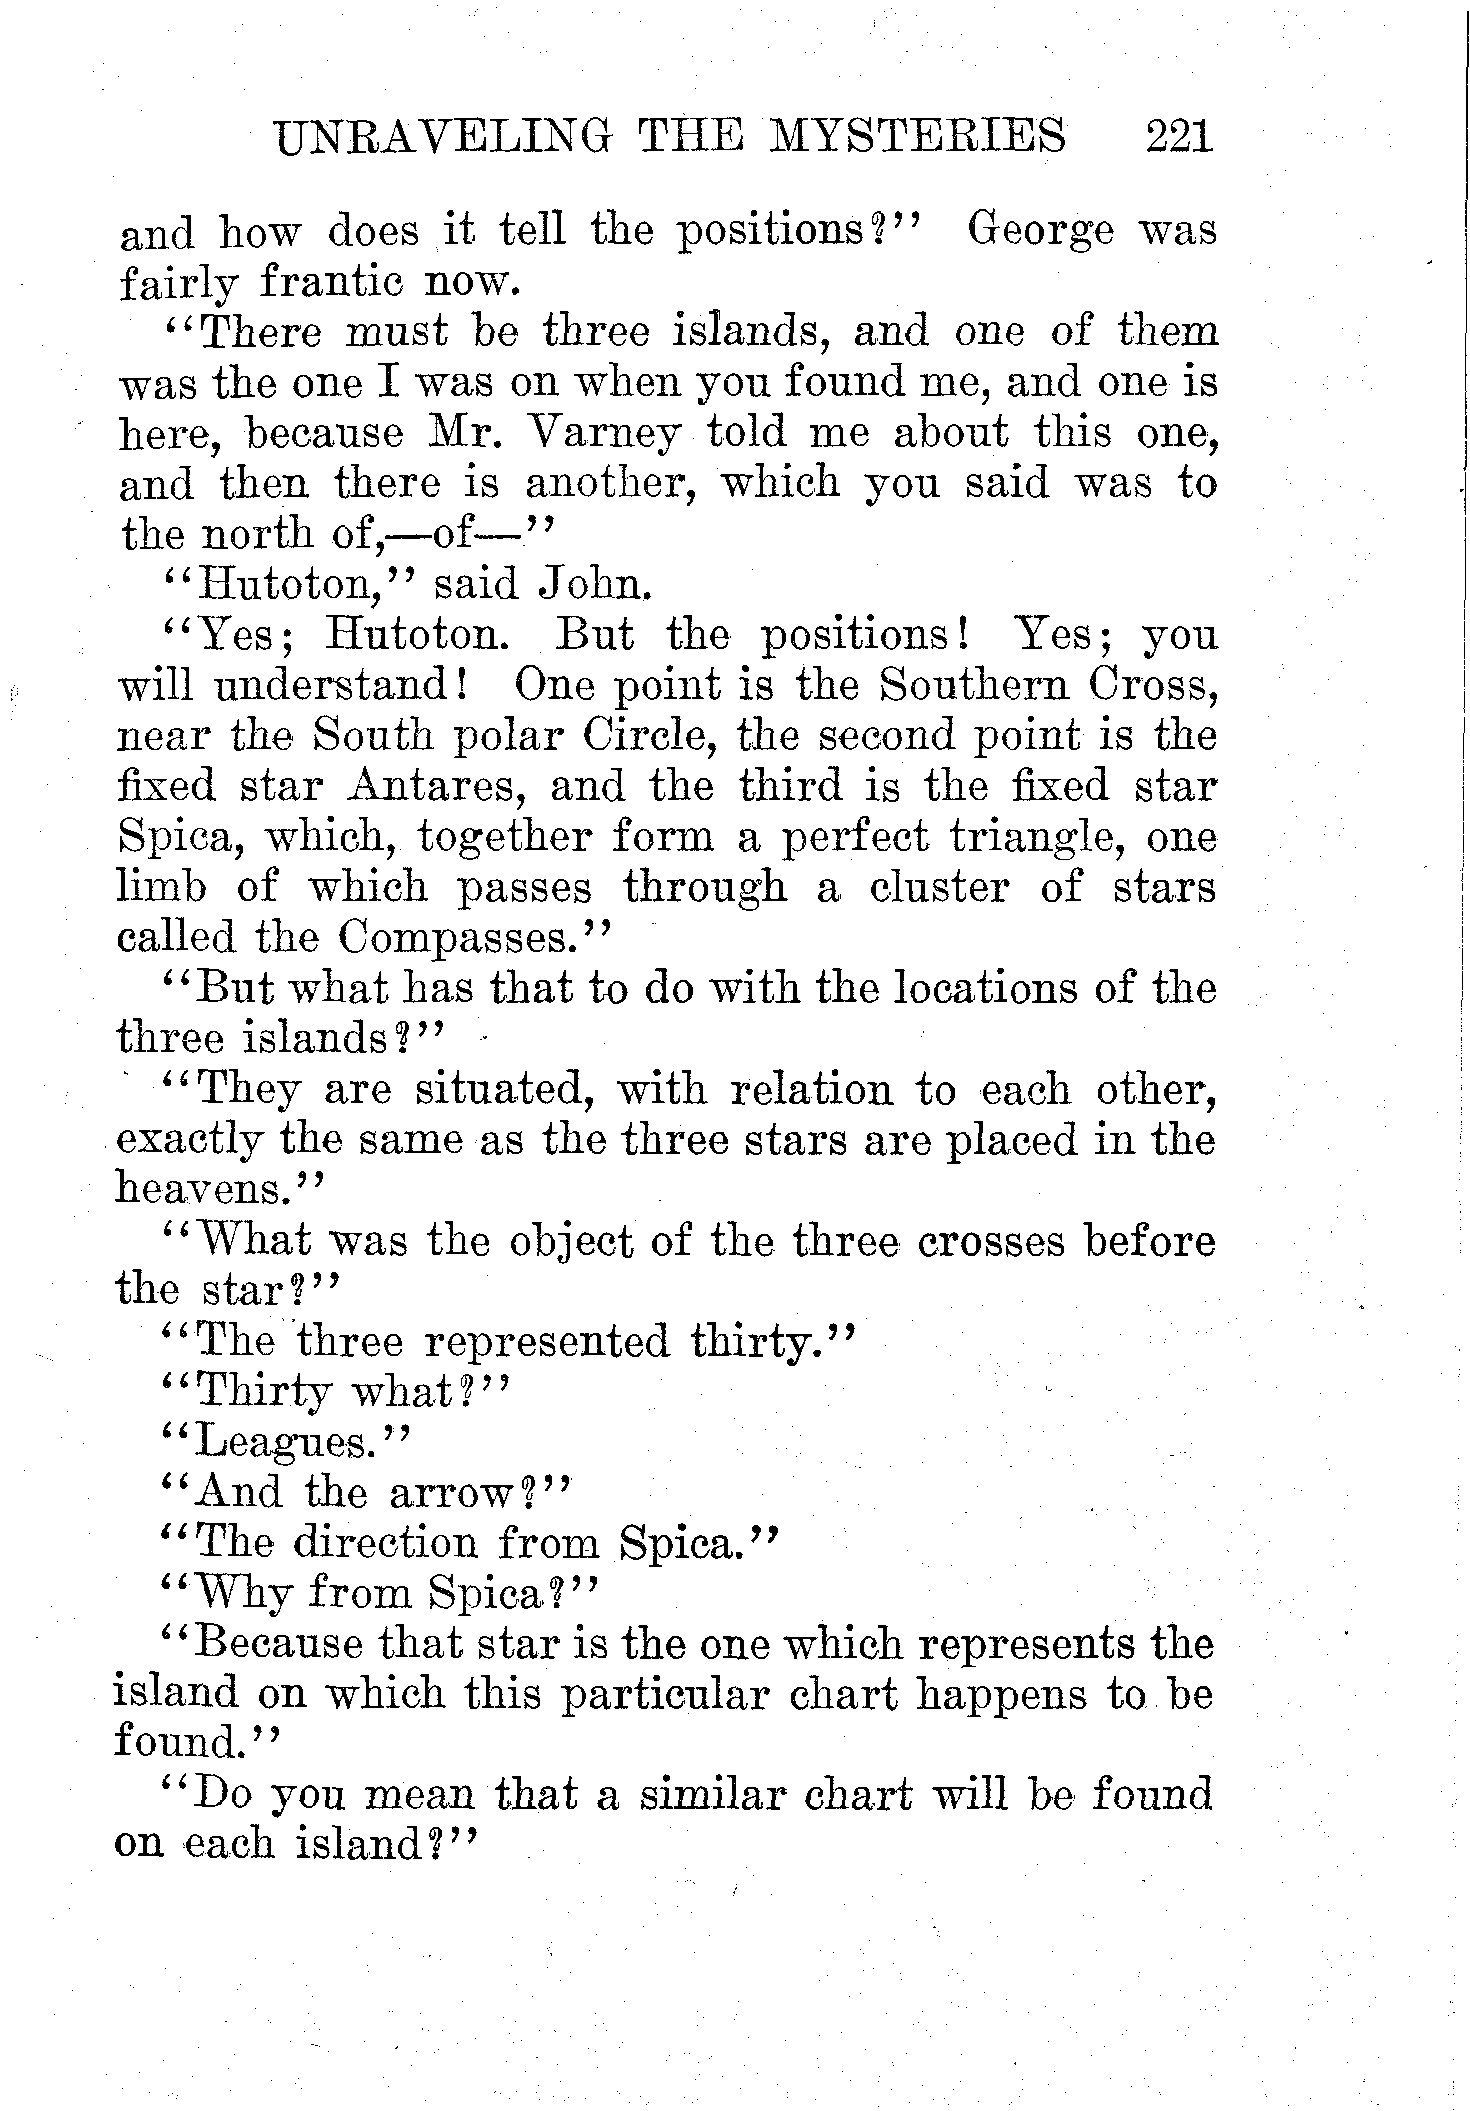 UNRAVELING THE MYSTERIES 221
and how does it tell the positions?" George was
fairly frantic now.
"There must be three islands, and one of them
was the one I was on when you found me, and one is
here, because Mr. Varney told me about this one,
and then there is another, which you said was to
the north of,—of—"
"Hutoton," said John.
"Yes; Hutoton. But the positions! Yes; you
will understand! One point is the Southern Cross,
near the South polar Circle, the second point is the
fixed star Antares, and the third is the fixed star
Spica, which, together form a perfect triangle, one
limb of which passes through a cluster of stars
called the Compasses."
"But what has that to do with the locations of the
three islands?"
"They are situated, with relation to each other,
exactly the same as the three stars are placed in the
heavens."
"What was the object of the three crosses before
the star?"
"The three represented thirty."
"Thirty what?"
"Leagues."
"And the arrow?"
"The direction from Spica."
"Why from Spica?"
"Because that star is the one which represents the
island on which this particular chart happens to be
found."
"Do you mean that a similar chart will be found
on each island?"